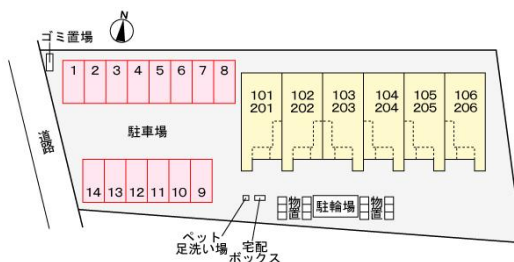 N
ゴミ置場
1 2 3 4 5 6 7 8
101 102 103 104 105 106
201 202 203 204 205 206
道路
駐車場
14 13 12 11 10 9
物置
駐輪場
物置
ペット
足洗い場
宅配
ボックス